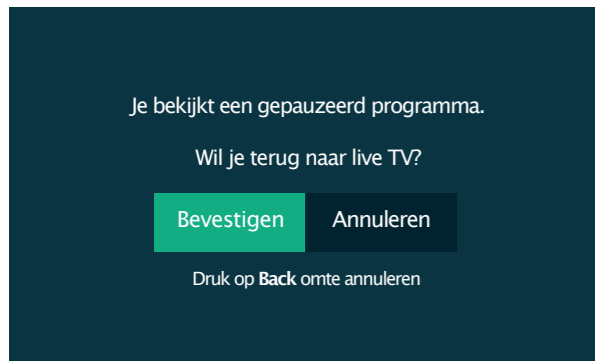 Je bekijkt een gepauzeerd programma.
Wil je terug naar live TV?
Bevestigen Annuleren
Druk op Back omte annuleren